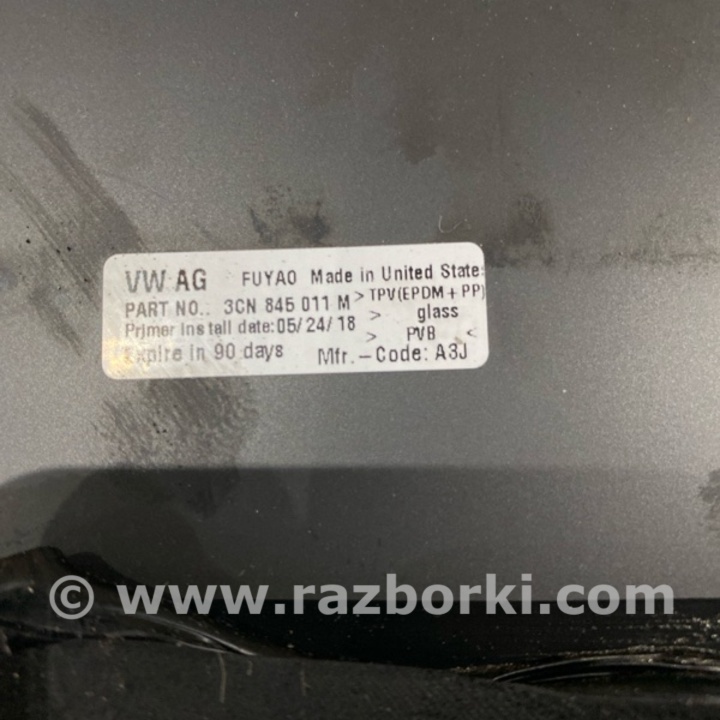 VW AG FUYAO Made in United State
PART NO.: 3CN 845 011 M > TPV(EPDM + PP)
Primer Install date:05/24/18 > glass
Expire in 90 days > PVB <
Mfr.-Code: A3J
© www.razborki.com